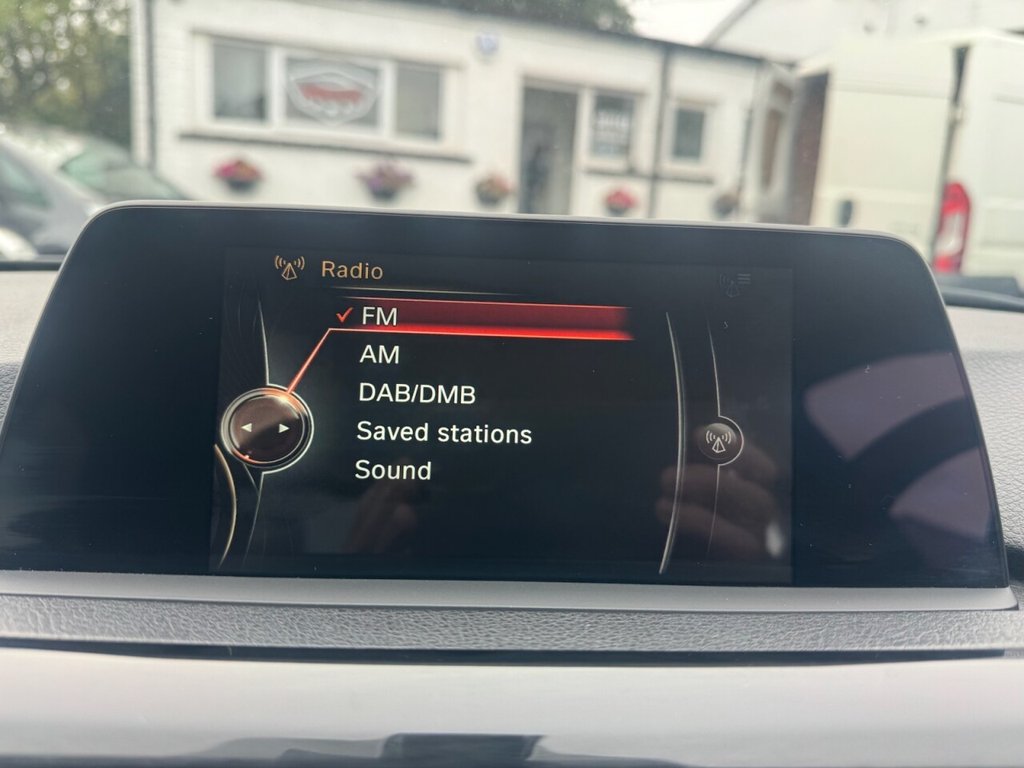 Radio
FM
AM
DAB/DMB
Saved stations
Sound